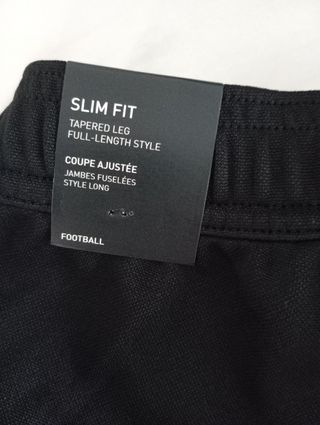 SLIM FIT
TAPERED LEG
FULL-LENGTH STYLE
COUPE AJUSTÉE
JAMBES FUSELÉES
STYLE LONG
FOOTBALL